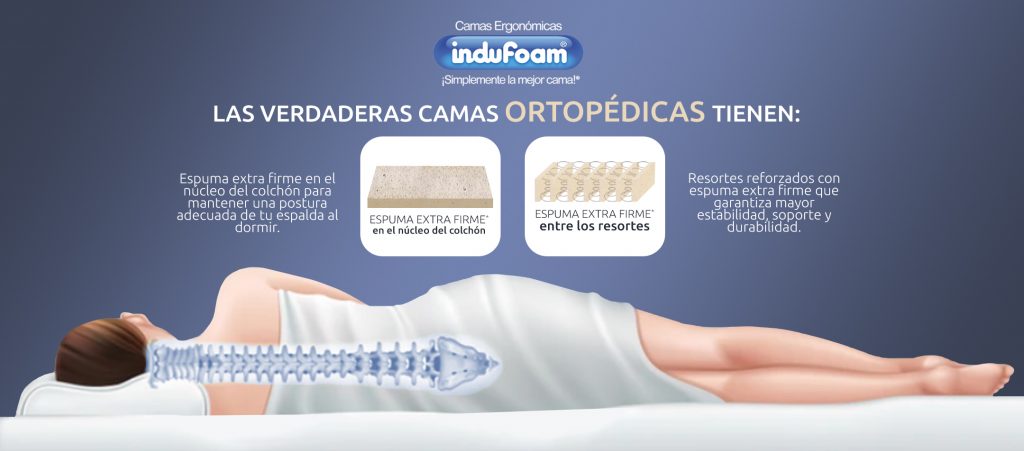 Camas Ergonómicas
indufoam®
¡Simplemente la mejor cama!®
LAS VERDADERAS CAMAS ORTOPÉDICAS TIENEN:
Espuma extra firme en el
núcleo del colchón para
mantener una postura
adecuada de tu espalda al
dormir.
ESPUMA EXTRA FIRME*
en el núcleo del colchón
ESPUMA EXTRA FIRME*
entre los resortes
Resortes reforzados con
espuma extra firme que
garantiza mayor
estabilidad, soporte y
durabilidad.